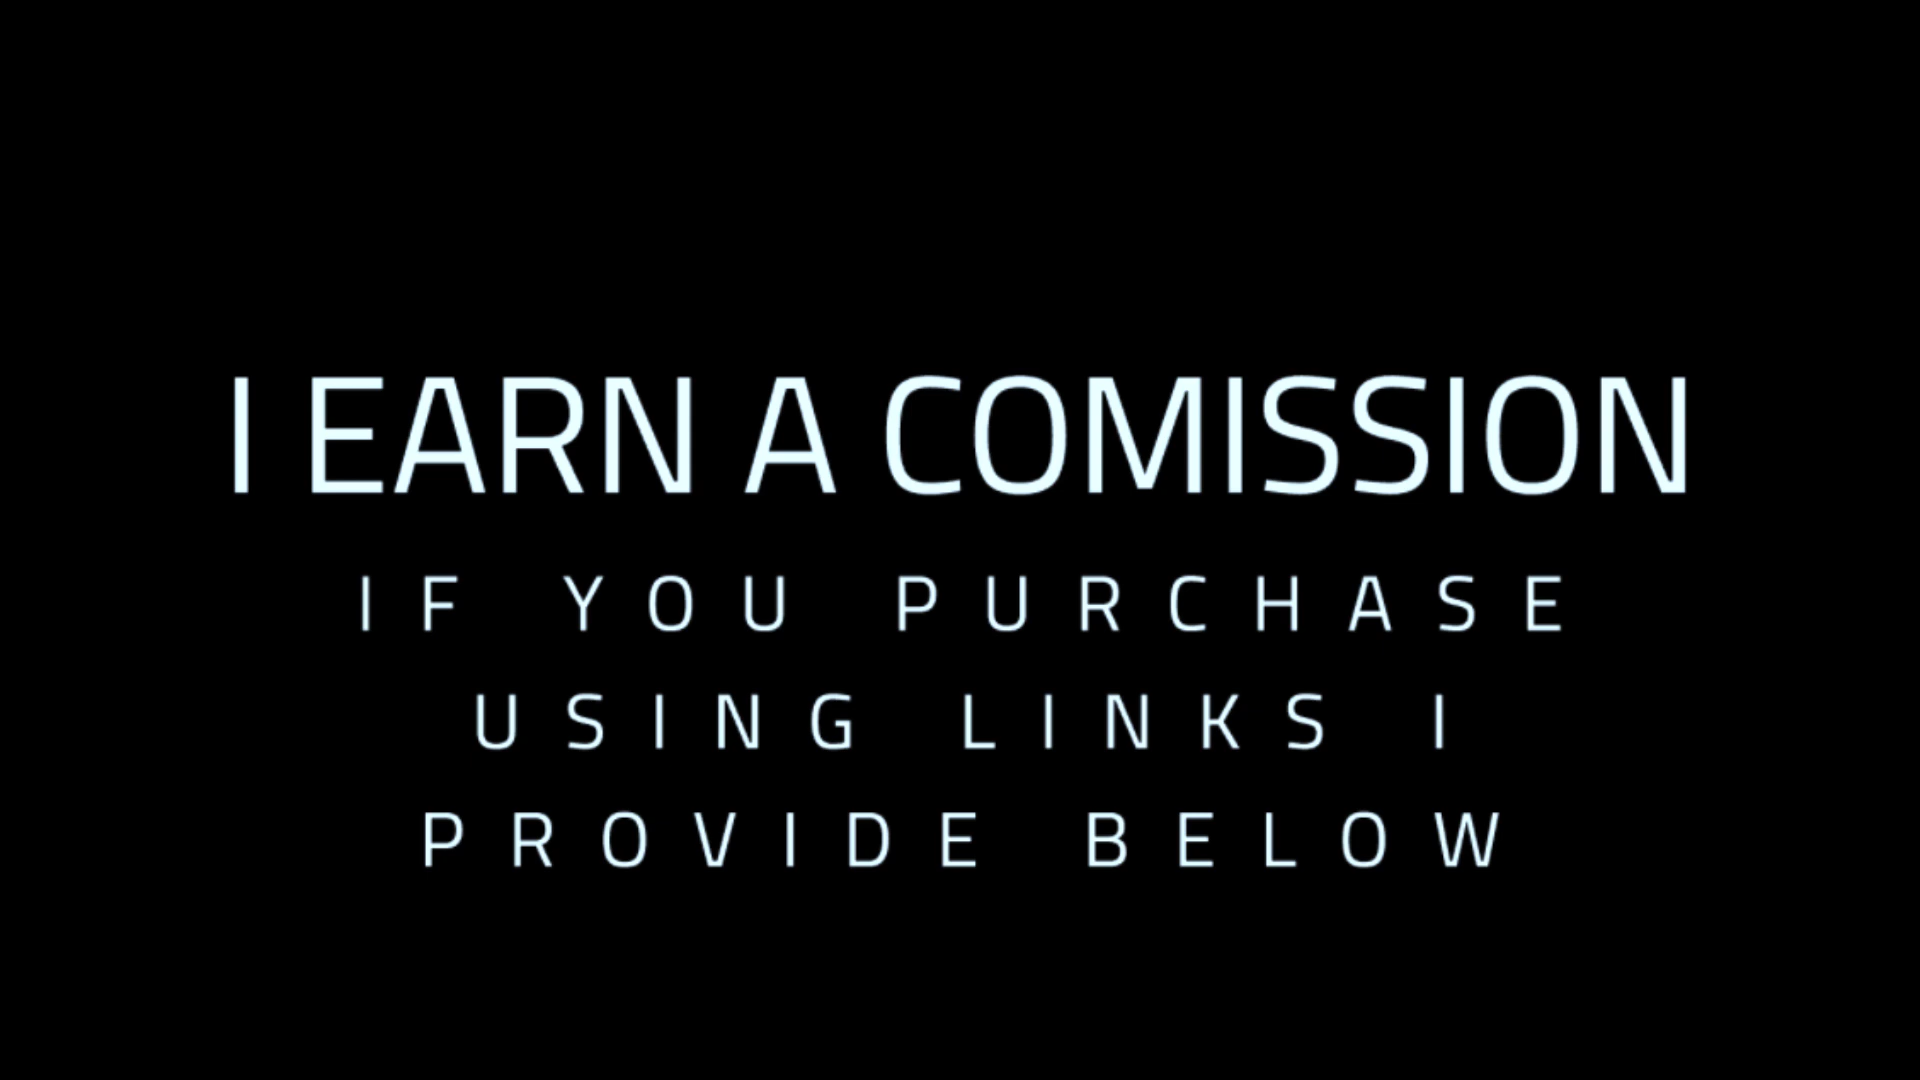 I EARN A COMISSION
IF YOU PURCHASE
USING LINKS I
PROVIDE BELOW